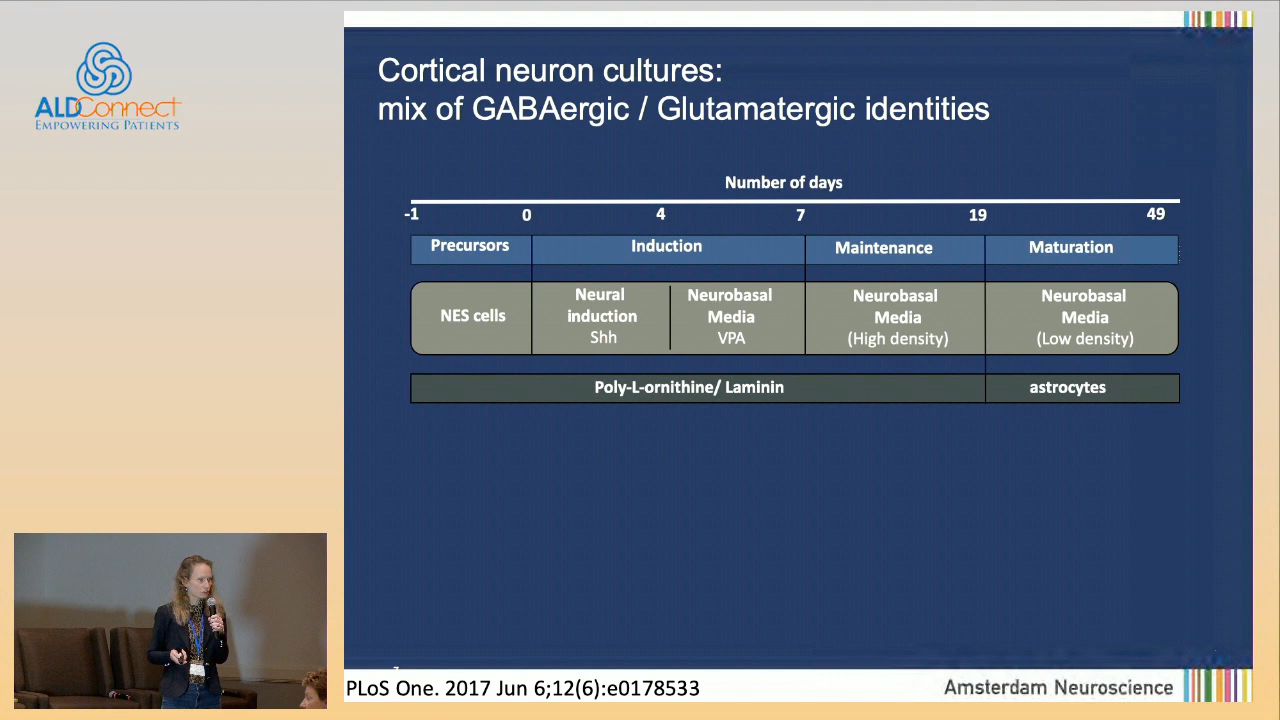 ALDConnect
EMPOWERING PATIENTS
Cortical neuron cultures:
mix of GABAergic / Glutamatergic identities
Number of days
-1 0 4 7 19 49
Precursors Induction Maintenance Maturation
NES cells
Neural
induction
Shh
Neurobasal
Media
VPA
Neurobasal
Media
(High density)
Neurobasal
Media
(Low density)
Poly-L-ornithine/ Laminin astrocytes
PLoS One. 2017 Jun 6;12(6):e0178533
Amsterdam Neuroscience